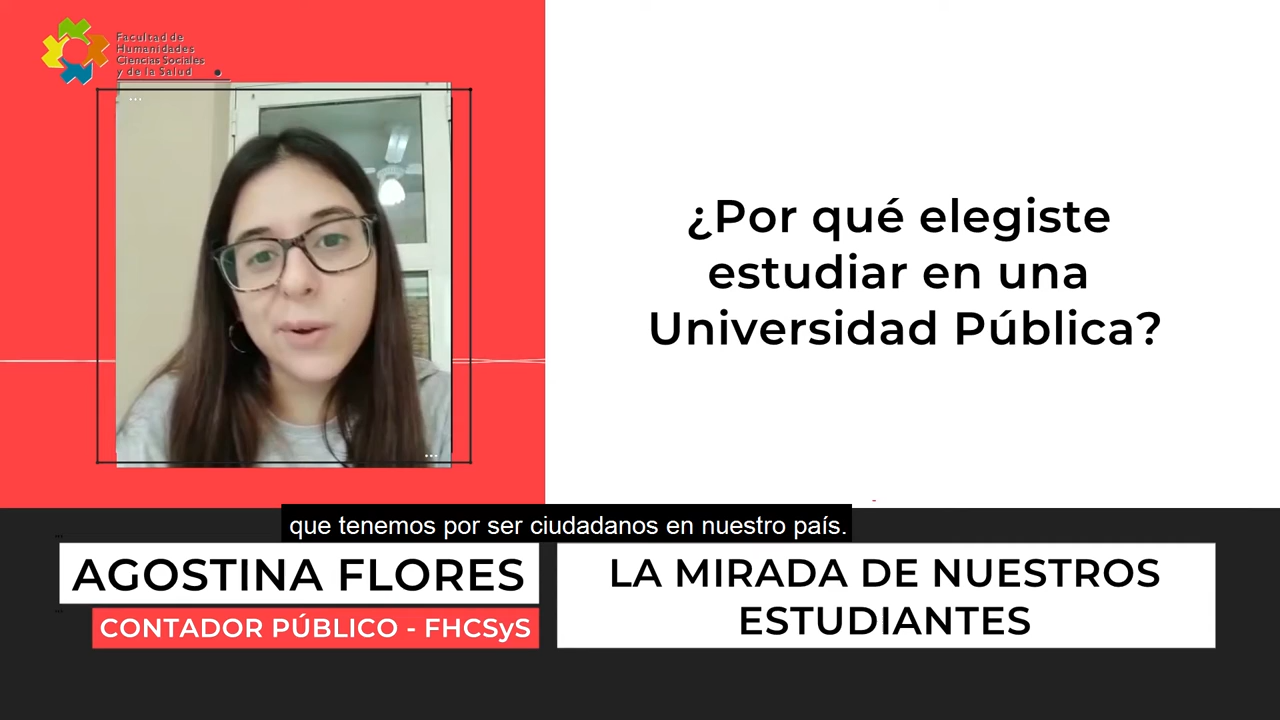 Facultad de
Humanidades
Ciencias Sociales
y de la Salud
¿Por qué elegiste
estudiar en una
Universidad Pública?
que tenemos por ser ciudadanos en nuestro país.
AGOSTINA FLORES
CONTADOR PÚBLICO - FHCSyS
LA MIRADA DE NUESTROS
ESTUDIANTES